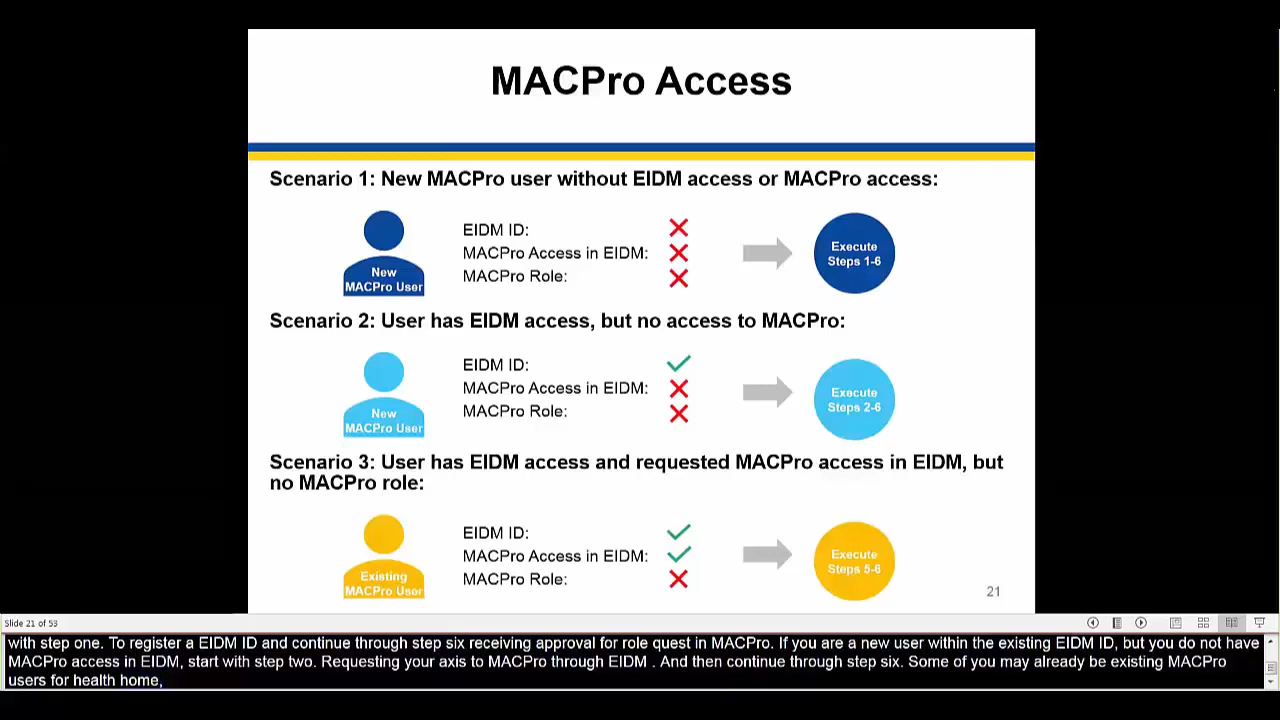 MACPro Access
Scenario 1: New MACPro user without EIDM access or MACPro access:
New
MACPro User
EIDM ID:
MACPro Access in EIDM:
MACPro Role:
Execute
Steps 1-6
Scenario 2: User has EIDM access, but no access to MACPro:
New
MACPro User
EIDM ID:
MACPro Access in EIDM:
MACPro Role:
Execute
Steps 2-6
Scenario 3: User has EIDM access and requested MACPro access in EIDM, but
no MACPro role:
Existing
MACPro User
EIDM ID:
MACPro Access in EIDM:
MACPro Role:
Execute
Steps 5-6
21
Slide 21 of 53
with step one. To register a EIDM ID and continue through step six receiving approval for role quest in MACPro. If you are a new user within the existing EIDM ID, but you do not have
MACPro access in EIDM, start with step two. Requesting your axis to MACPro through EIDM . And then continue through step six. Some of you may already be existing MACPro
users for health home,